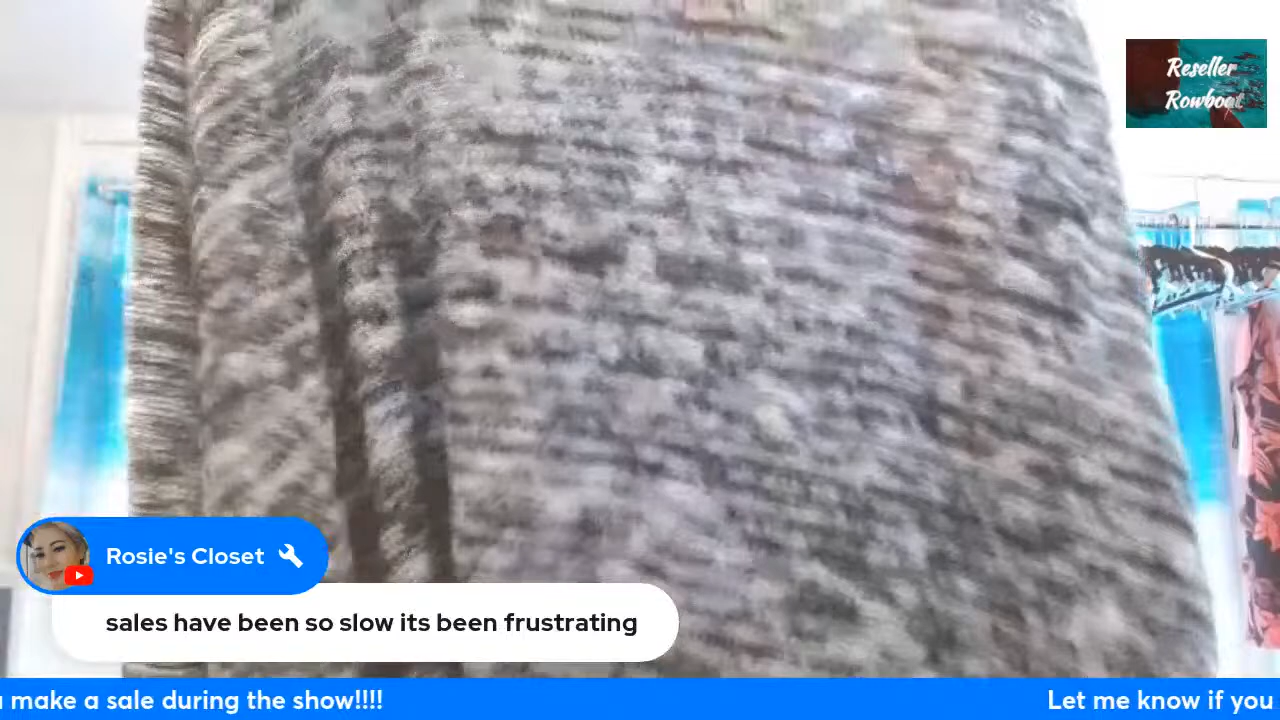 Reseller
Rowboat
Rosie's Closet
sales have been so slow its been frustrating
make a sale during the show!!!!
Let me know if you